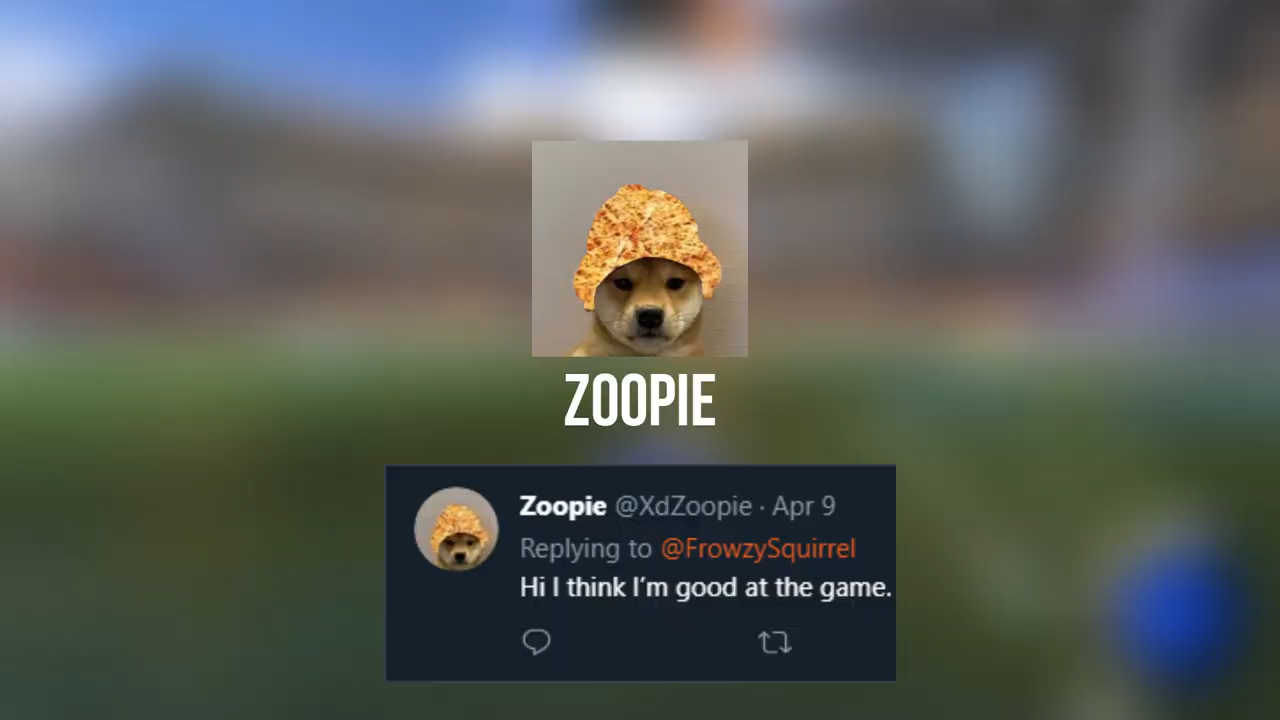 ZOOPIE
Zoopie @XdZoopie · Apr 9
Replying to @FrowzySquirrel
Hi I think I'm good at the game.